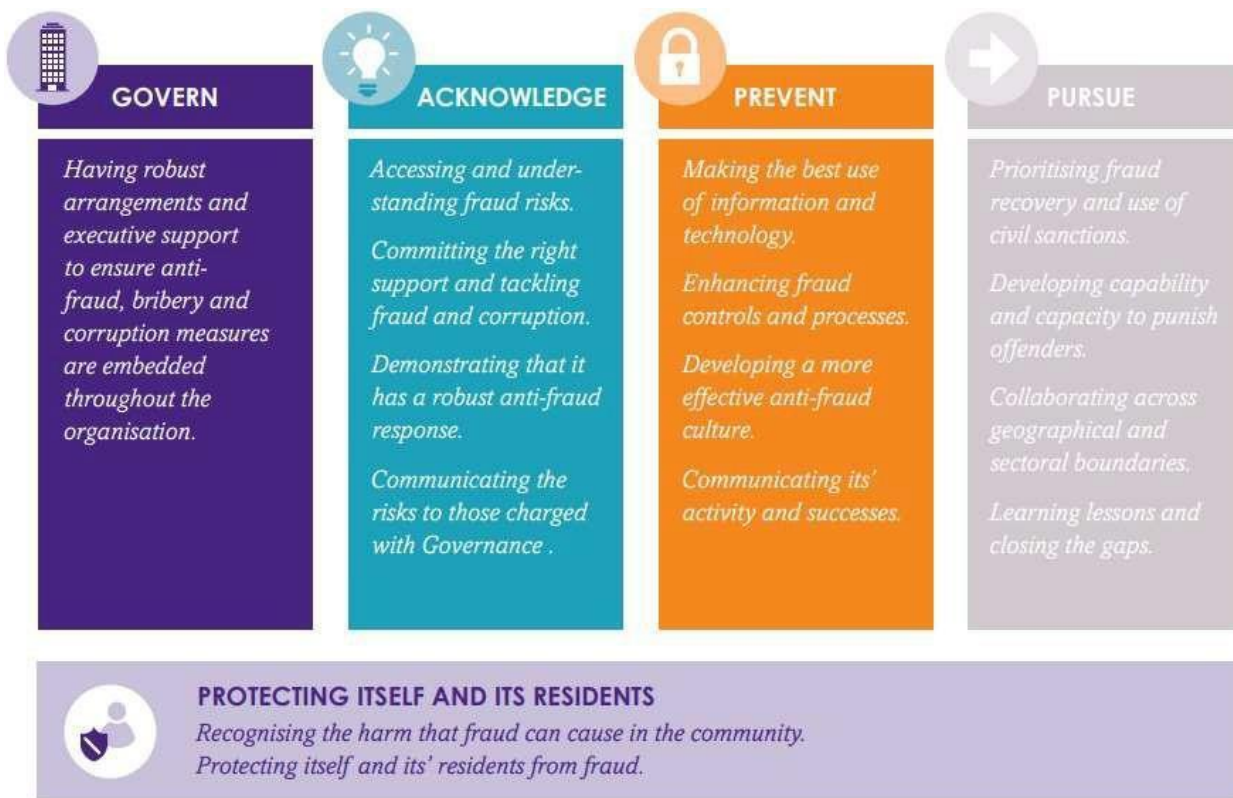 GOVERN
Having robust
arrangements and
executive support
to ensure anti-
fraud, bribery and
corruption measures
are embedded
throughout the
organisation.
ACKNOWLEDGE
Accessing and under-
standing fraud risks.
Committing the right
support and tackling
fraud and corruption.
Demonstrating that it
has a robust anti-fraud
response.
Communicating the
risks to those charged
with Governance .
PREVENT
Making the best use
of information and
technology.
Enhancing fraud
controls and processes.
Developing a more
effective anti-fraud
culture.
Communicating its’
activity and successes.
PURSUE
Prioritising fraud
recovery and use of
civil sanctions.
Developing capability
and capacity to punish
offenders.
Collaborating across
geographical and
sectoral boundaries.
Learning lessons and
closing the gaps.
PROTECTING ITSELF AND ITS RESIDENTS
Recognising the harm that fraud can cause in the community.
Protecting itself and its’ residents from fraud.